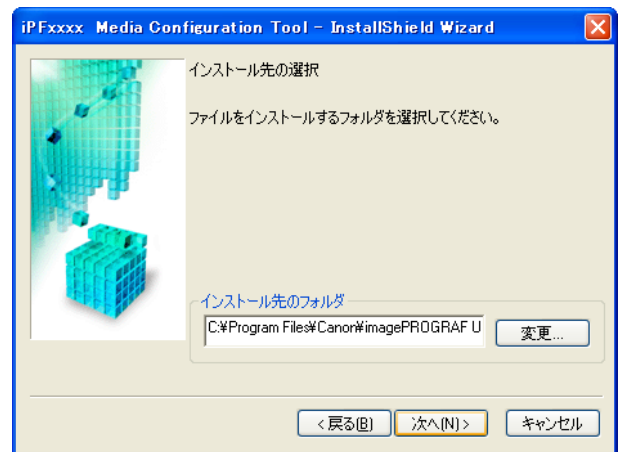 iPFxxxx Media Configuration Tool - InstallShield Wizard
インストール先の選択
ファイルをインストールするフォルダを選択してください。
インストール先のフォルダ
C:¥Program Files¥Canon¥imagePROGRAF U
変更...
< 戻る(B)
次へ(N) >
キャンセル